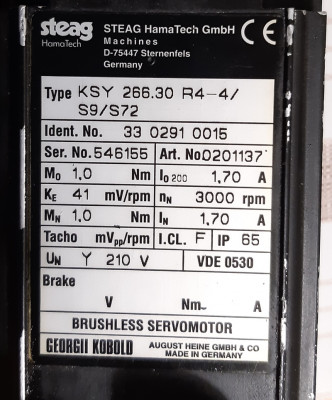 steag STEAG HamaTech GmbH CE
HamaTech Machines
D-75447 Sternenfels
Germany
Type KSY 266.30 R4-4/
S9/S72
Ident. No. 33 0291 0015
Ser. No. 546155 Art. No 0201137
M0 1,0 Nm I0 200 1,70 A
KE 41 mV/rpm nN 3000 rpm
MN 1,0 Nm IN 1,70 A
Tacho mVpp/rpm I.CL. F IP 65
UN Y 210 V VDE 0530
Brake
V Nm A
BRUSHLESS SERVOMOTOR
GEORGII KOBOLD AUGUST HEINE GMBH & CO
MADE IN GERMANY